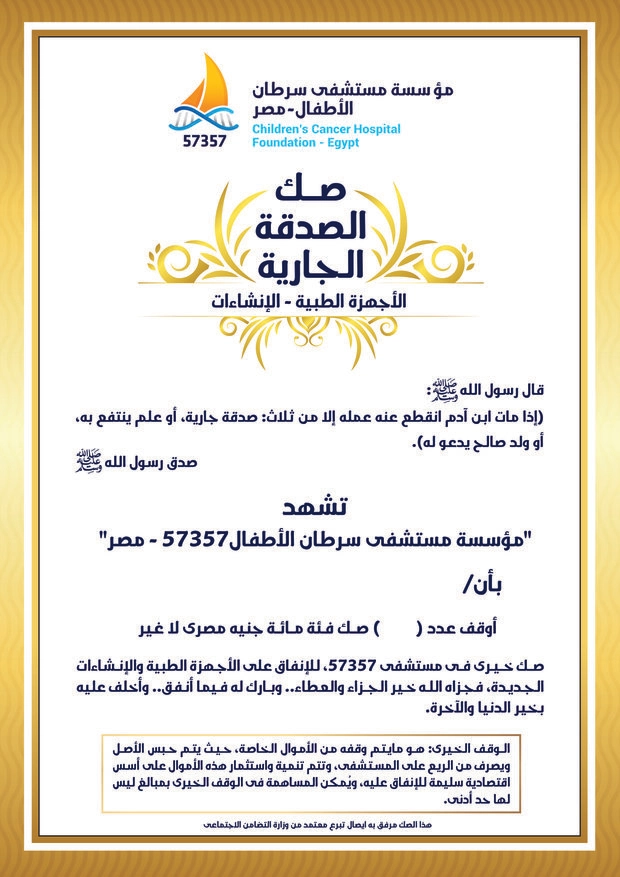 مؤسسة مستشفى سرطان
الأطفال-مصر
Children's Cancer Hospital
Foundation - Egypt
57357
صك
الصدقة
الجارية
الأجهزة الطبية - الإنشاءات
قال رسول الله ﷺ:
(إذا مات ابن آدم انقطع عنه عمله إلا من ثلاث: صدقة جارية، أو علم ينتفع به،
أو ولد صالح يدعو له).
صدق رسول الله ﷺ
تشهد
"مؤسسة مستشفى سرطان الأطفال57357 - مصر"
بأن/
أوقف عدد (      ) صك فئة مائة جنيه مصرى لا غير
صك خيرى فى مستشفى 57357، للإنفاق على الأجهزة الطبية والإنشاءات
الجديدة، فجزاه الله خير الجزاء والعطاء.. وبارك له فيما أنفق.. وأخلف عليه
بخير الدنيا والآخرة.
الوقف الخيرى: هو مايتم وقفه من الأموال الخاصة، حيث يتم حبس الأصل
ويصرف من الريع على المستشفى، وتتم تنمية واستثمار هذه الأموال على أسس
اقتصادية سليمة للإنفاق عليه، ويُمكن المساهمة فى الوقف الخيرى بمبالغ ليس
لها حد أدنى.
هذا الصك مرفق به ايصال تبرع معتمد من وزارة التضامن الاجتماعى